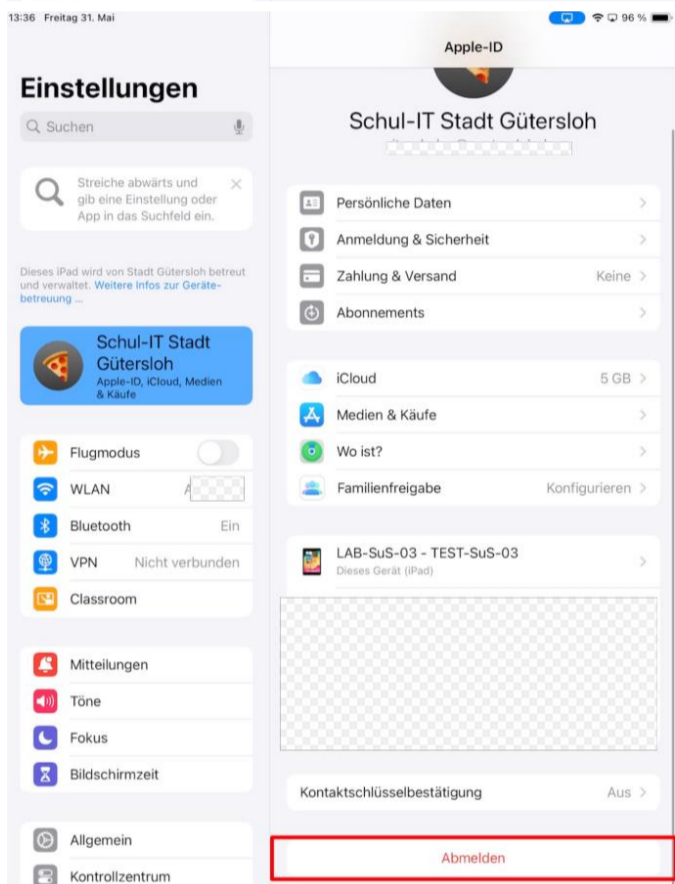 13:36 Freitag 31. Mai
96 %
Einstellungen
Suchen
Streiche abwärts und
gib eine Einstellung oder
App in das Suchfeld ein.
Dieses iPad wird von Stadt Gütersloh betreut
und verwaltet. Weitere Infos zur Geräte-
betreuung ...
Schul-IT Stadt
Gütersloh
Apple-ID, iCloud, Medien
& Käufe
Flugmodus
WLAN
Bluetooth Ein
VPN Nicht verbunden
Classroom
Mitteilungen
Töne
Fokus
Bildschirmzeit
Allgemein
Kontrollzentrum
Apple-ID
Schul-IT Stadt Gütersloh
Persönliche Daten
Anmeldung & Sicherheit
Zahlung & Versand Keine
Abonnements
iCloud 5 GB
Medien & Käufe
Wo ist?
Familienfreigabe Konfigurieren
LAB-SuS-03 - TEST-SuS-03
Dieses Gerät (iPad)
Kontaktschlüsselbestätigung Aus
Abmelden